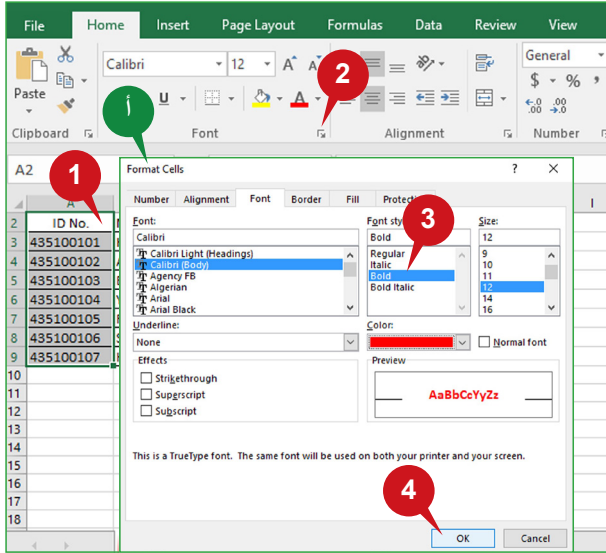 File Home Insert Page Layout Formulas Data Review View
Calibri 12 A A General
Paste U A $ % ,
.0 .00
.00 .0
Clipboard Font Alignment Number
2
أ
A2
1
Format Cells ? ×
Number Alignment Font Border Fill
3
A I
Font: Size:
Calibri Bold 12
Calibri Light (Headings)
Calibri (Body)
Agency FB
Algerian
Arial
Arial Black
Regular
Italic
Bold
Bold Italic
9
10
11
12
14
16
Underline: Color:
None Normal font
Effects Preview
Strikethrough
Superscript
Subscript
AaBbCcYyZz
This is a TrueType font. The same font will be used on both your printer and your screen.
4
OK Cancel
2 ID No.
3 435100101
4 435100102
5 435100103
6 435100104
7 435100105
8 435100106
9 435100107
10
11
12
13
14
15
16
17
18